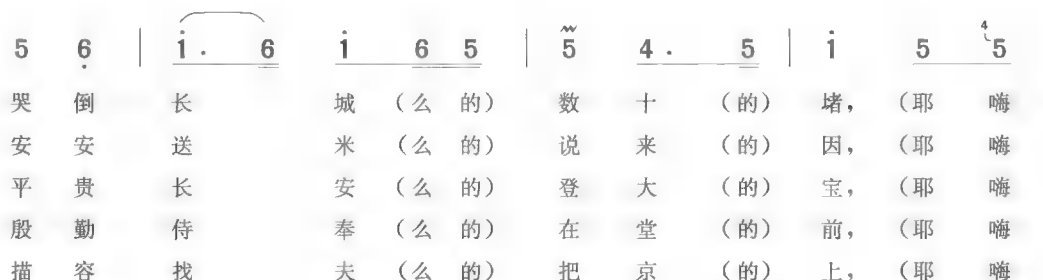 5 6̣ | i̇ . 6 i̇ 6 5 | 5 4 . 5 | i̇ 5 ⁴5
哭 倒 长 城 (么 的) 数 十 (的) 堵, (耶 嗨
安 安 送 米 (么 的) 说 来 (的) 因, (耶 嗨
平 贵 长 安 (么 的) 登 大 (的) 宝, (耶 嗨
殷 勤 侍 奉 (么 的) 在 堂 (的) 前, (耶 嗨
描 容 找 夫 (么 的) 把 京 (的) 上, (耶 嗨